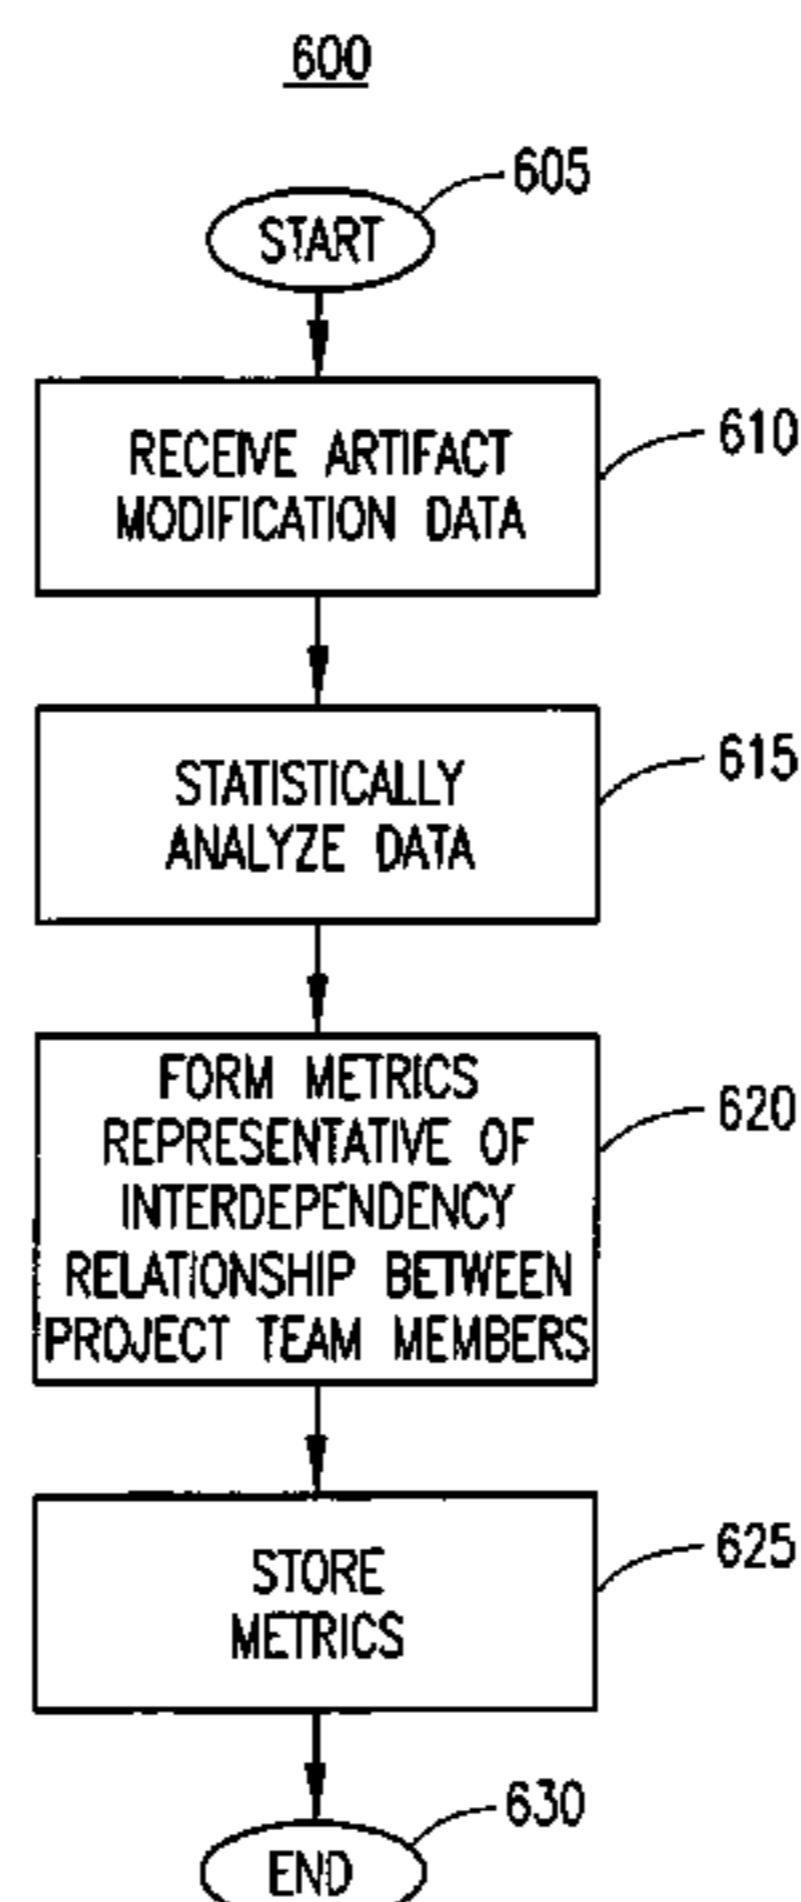 600
605
START
RECEIVE ARTIFACT
MODIFICATION DATA
610
STATISTICALLY
ANALYZE DATA
615
FORM METRICS
REPRESENTATIVE OF
INTERDEPENDENCY
RELATIONSHIP BETWEEN
PROJECT TEAM MEMBERS
620
STORE
METRICS
625
630
END